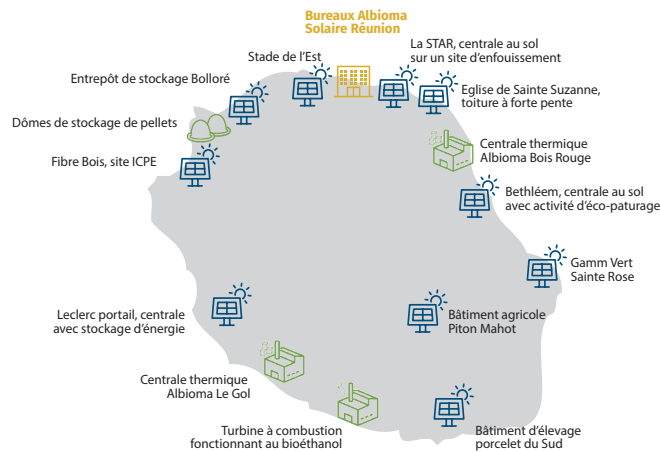 Bureaux Albioma
Solaire Réunion
Stade de l'Est
La STAR, centrale au sol
sur un site d'enfouissement
Entrepôt de stockage Bolloré
Eglise de Sainte Suzanne,
toiture à forte pente
Dômes de stockage de pellets
Centrale thermique
Albioma Bois Rouge
Fibre Bois, site ICPE
Bethléem, centrale au sol
avec activité d'éco-paturage
Gamm Vert
Sainte Rose
Leclerc portail, centrale
avec stockage d'énergie
Bâtiment agricole
Piton Mahot
Centrale thermique
Albioma Le Gol
Turbine à combustion
fonctionnant au bioéthanol
Bâtiment d'élevage
porcelet du Sud